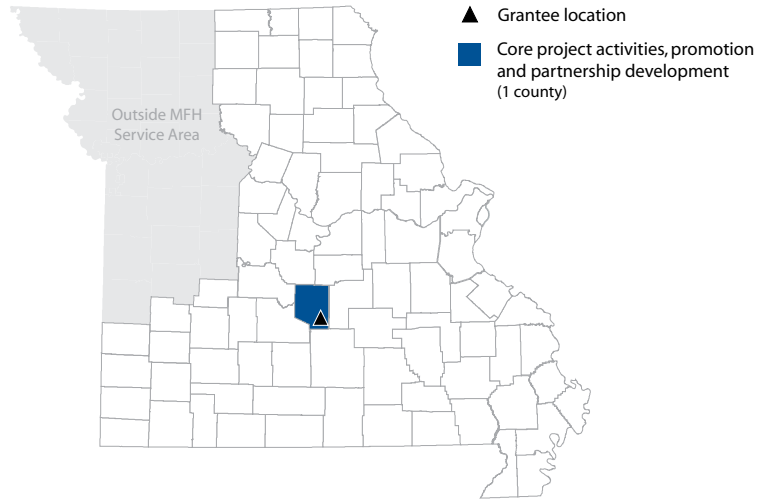 Grantee location
Core project activities, promotion
and partnership development
(1 county)
Outside MFH
Service Area